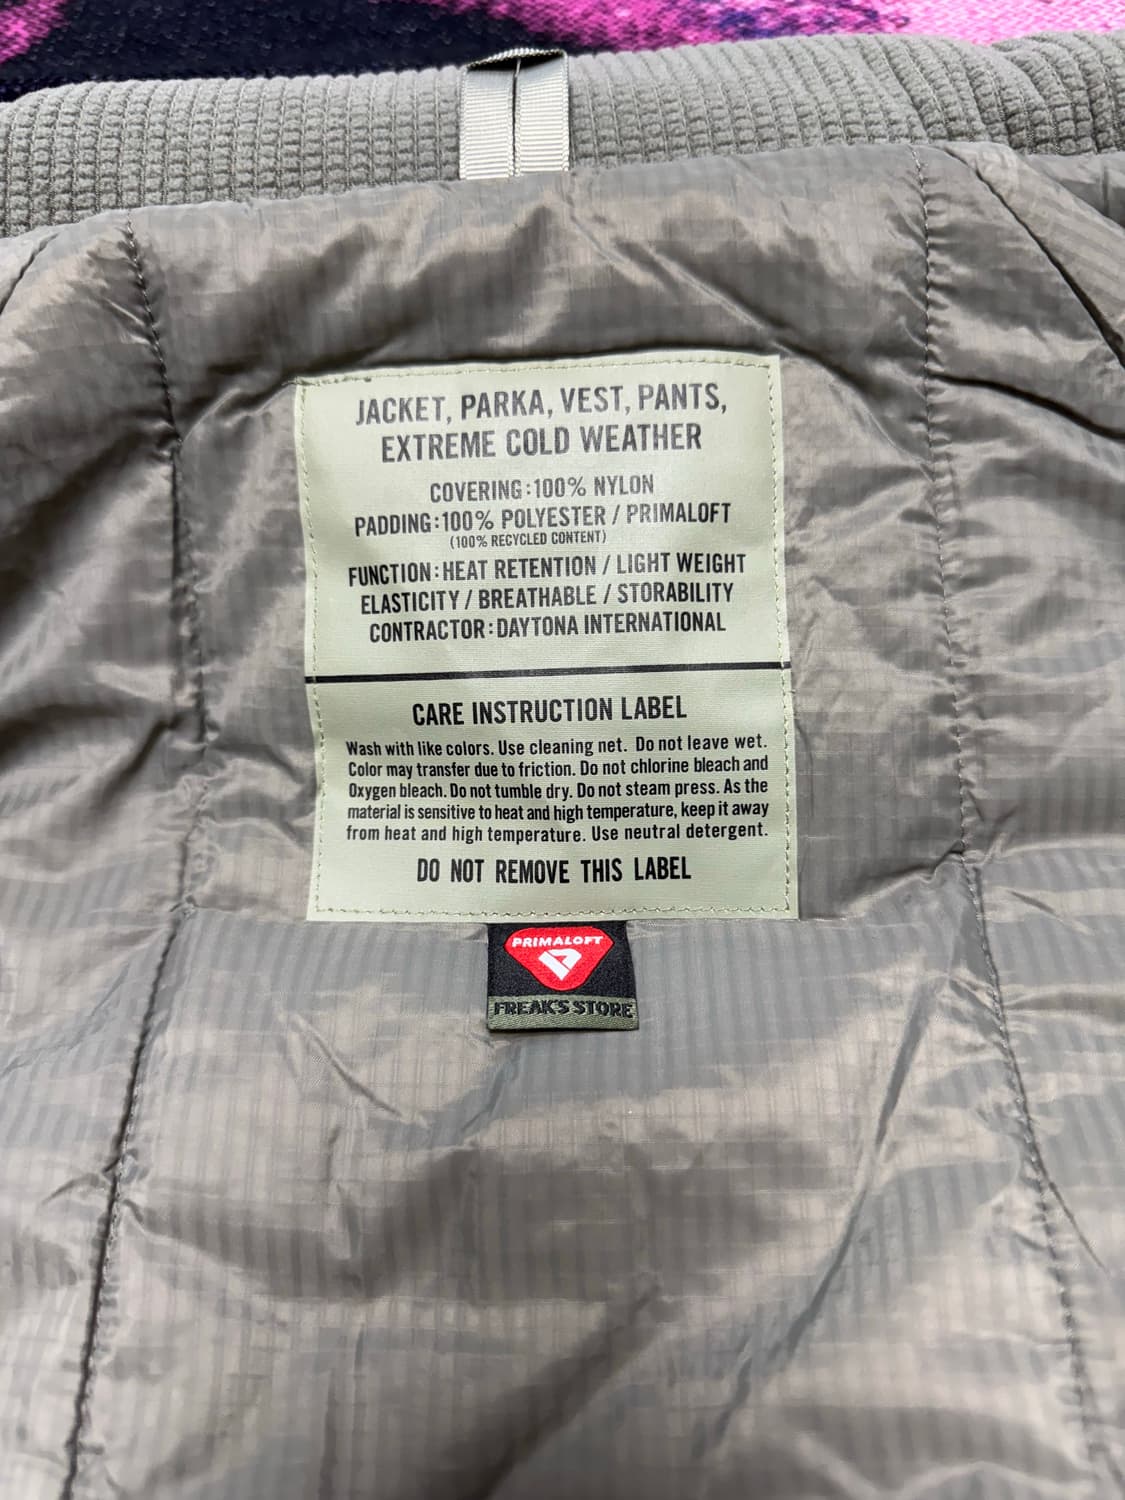 JACKET, PARKA, VEST, PANTS,
EXTREME COLD WEATHER
COVERING:100% NYLON
PADDING:100% POLYESTER / PRIMALOFT
(100% RECYCLED CONTENT)
FUNCTION:HEAT RETENTION / LIGHT WEIGHT
ELASTICITY / BREATHABLE / STORABILITY
CONTRACTOR:DAYTONA INTERNATIONAL
CARE INSTRUCTION LABEL
Wash with like colors. Use cleaning net. Do not leave wet.
Color may transfer due to friction. Do not chlorine bleach and
Oxygen bleach. Do not tumble dry. Do not steam press. As the
material is sensitive to heat and high temperature, keep it away
from heat and high temperature. Use neutral detergent.
DO NOT REMOVE THIS LABEL
PRIMALOFT
FREAK'S STORE